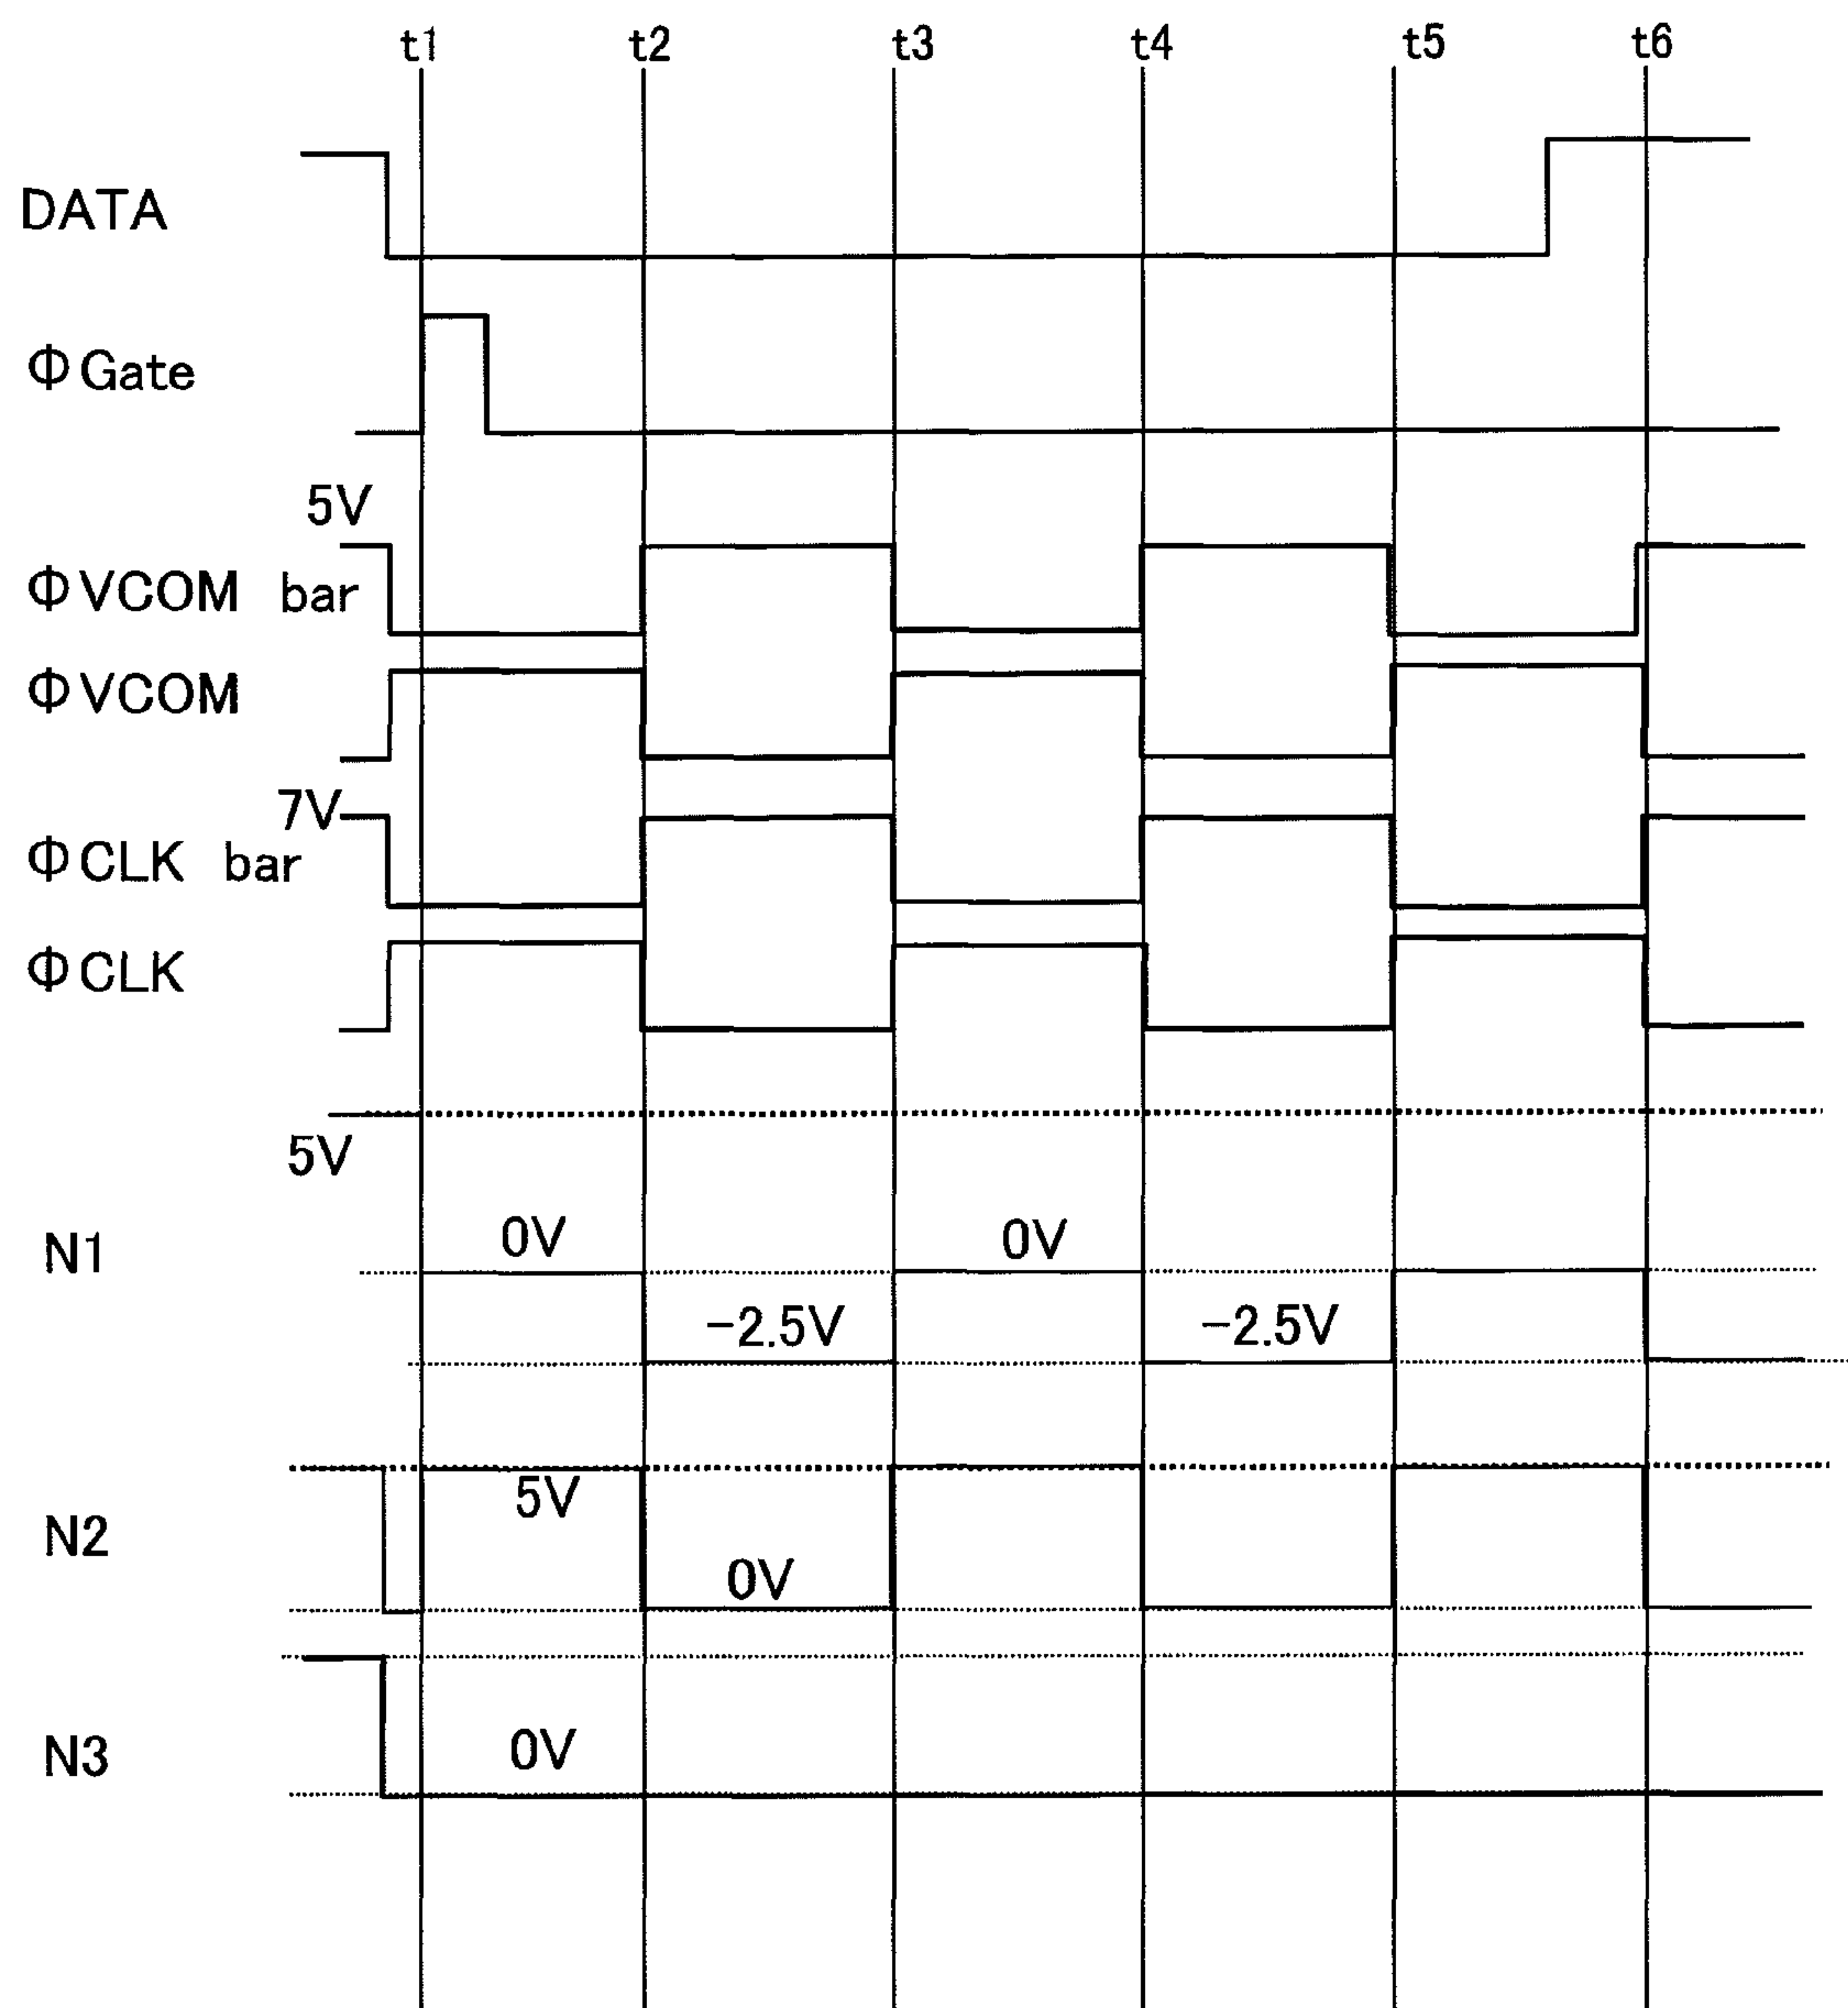 t1 t2 t3 t4 t5 t6
DATA
ΦGate
5V
ΦVCOM bar
ΦVCOM
7V
ΦCLK bar
ΦCLK
5V
N1
0V 0V
-2.5V -2.5V
5V
N2
0V
N3
0V